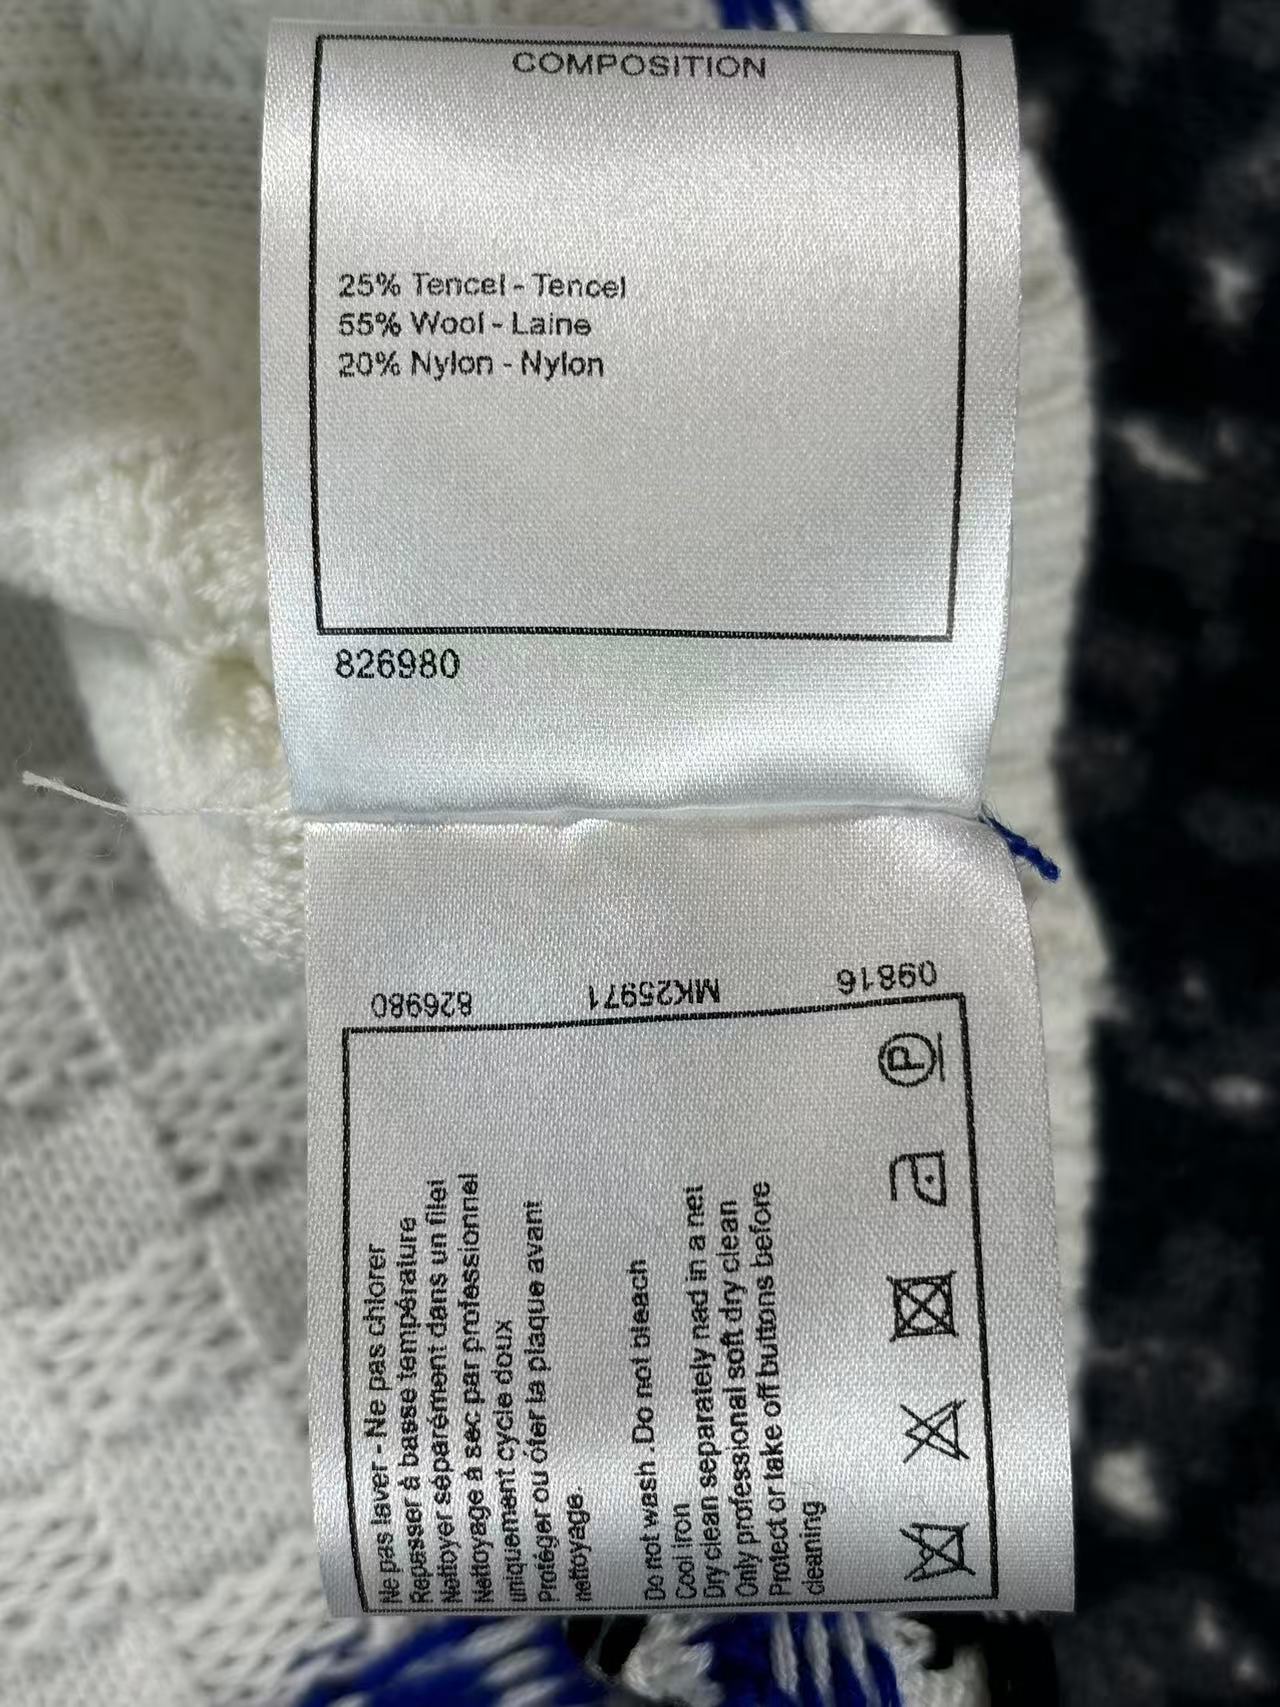 COMPOSITION
25% Tencel - Tencel
55% Wool - Laine
20% Nylon - Nylon
826980
826980 MK25971 09816
Ne pas laver - Ne pas chlorer
Repasser à basse température
Nettoyer séparément dans un filet
Nettoyage à sec par professionnel
uniquement cycle doux
Protéger ou ôter la plaque avant
nettoyage.
Do not wash . Do not bleach
Cool iron
Dry clean separately nad in a net
Only professional soft dry clean
Protect or take off buttons before
cleaning
P